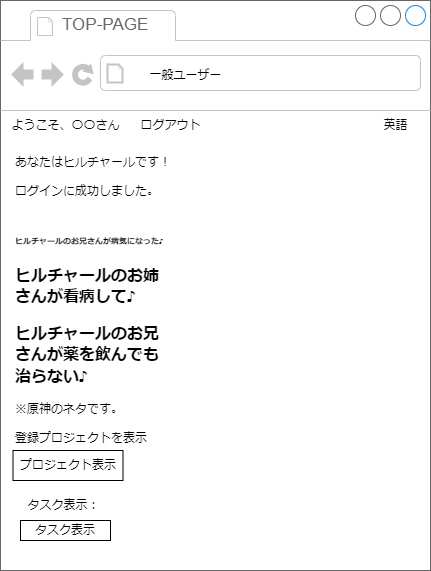 TOP-PAGE
一般ユーザー
ようこそ、〇〇さん ログアウト 英語
あなたはヒルチャールです！
ログインに成功しました。
ヒルチャールのお兄さんが病気になった♪
ヒルチャールのお姉
さんが看病して♪
ヒルチャールのお兄
さんが薬を飲んでも
治らない♪
※原神のネタです。
登録プロジェクトを表示
プロジェクト表示
タスク表示：
タスク表示